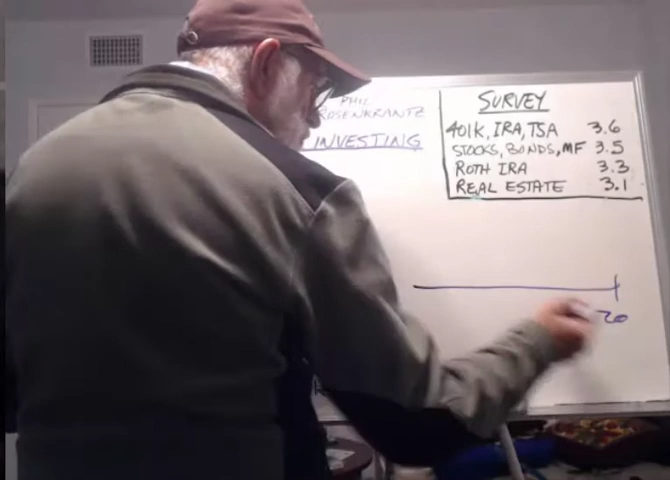 PHIL
ROSENKRANTZ
INVESTING
SURVEY
401K, IRA, TSA 3.6
STOCKS, BONDS, MF 3.5
ROTH IRA 3.3
REAL ESTATE 3.1
20